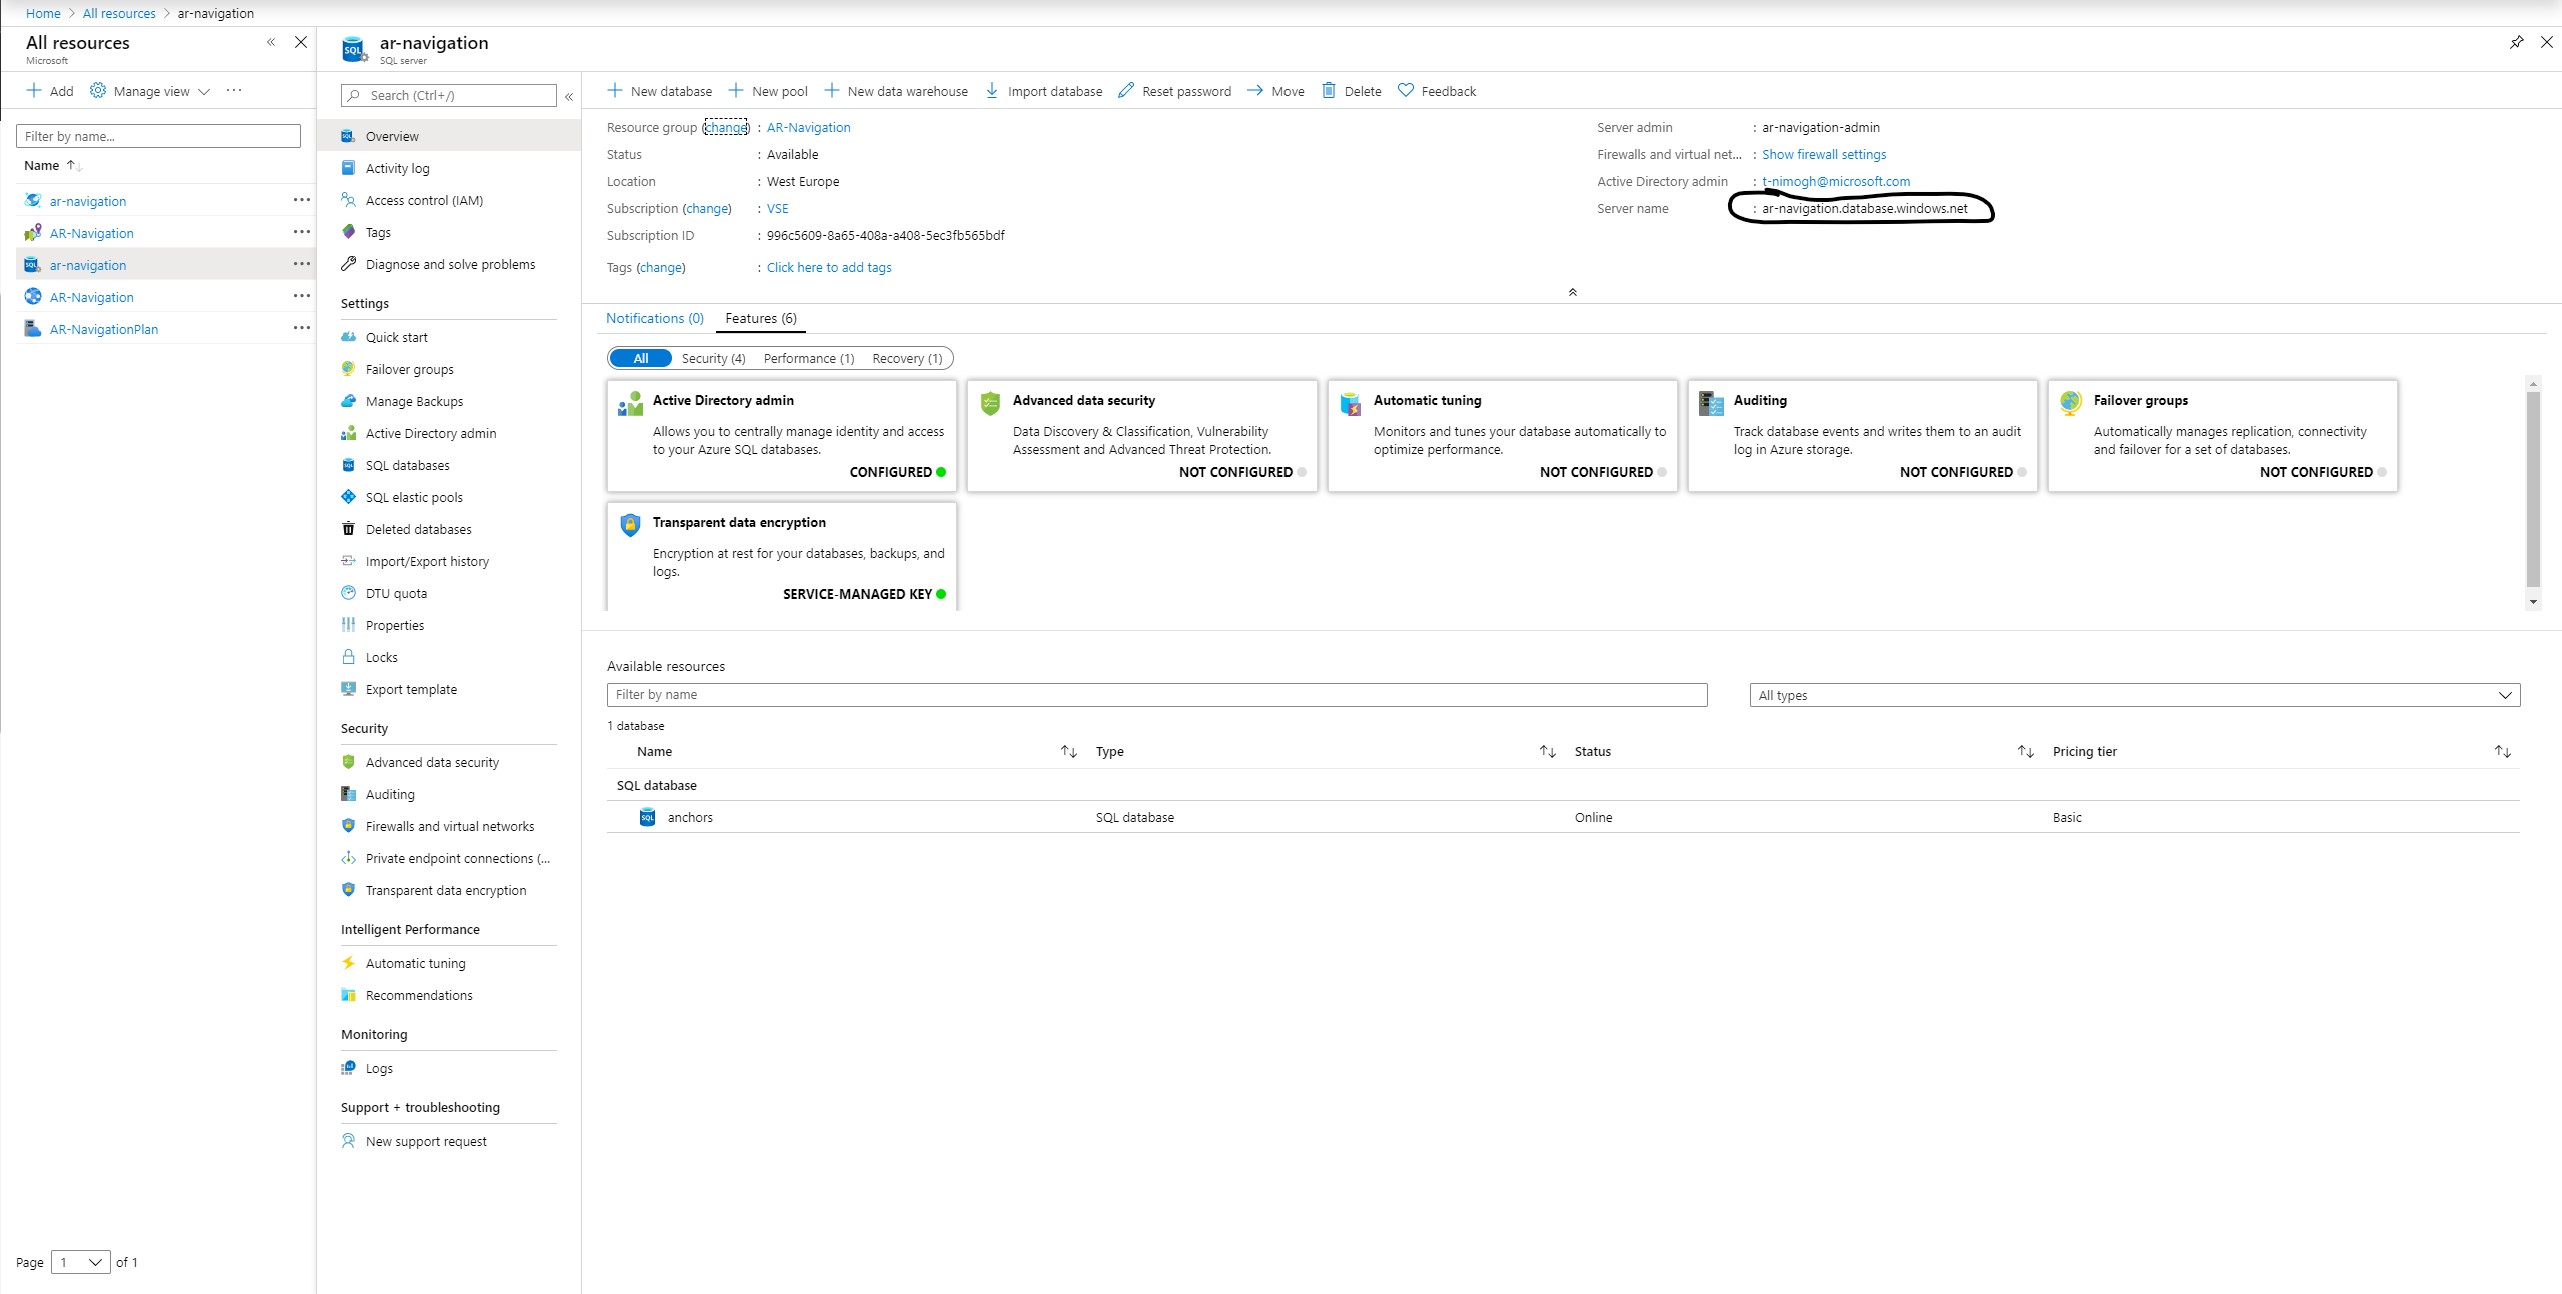 Home > All resources > ar-navigation
All resources
Microsoft
Add Manage view ...
Filter by name...
Name
ar-navigation
AR-Navigation
ar-navigation
AR-Navigation
AR-NavigationPlan
Page 1 of 1
ar-navigation
SQL server
Search (Ctrl+/)
Overview
Activity log
Access control (IAM)
Tags
Diagnose and solve problems
Settings
Quick start
Failover groups
Manage Backups
Active Directory admin
SQL databases
SQL elastic pools
Deleted databases
Import/Export history
DTU quota
Properties
Locks
Export template
Security
Advanced data security
Auditing
Firewalls and virtual networks
Private endpoint connections (...
Transparent data encryption
Intelligent Performance
Automatic tuning
Recommendations
Monitoring
Logs
Support + troubleshooting
New support request
New database New pool New data warehouse Import database Reset password Move Delete Feedback
Resource group (change) : AR-Navigation
Status : Available
Location : West Europe
Subscription (change) : VSE
Subscription ID : 996c5609-8a65-408a-a408-5ec3fb565bdf
Tags (change) : Click here to add tags
Server admin : ar-navigation-admin
Firewalls and virtual net... : Show firewall settings
Active Directory admin : t-nimogh@microsoft.com
Server name : ar-navigation.database.windows.net
Notifications (0) Features (6)
All Security (4) Performance (1) Recovery (1)
Active Directory admin
Allows you to centrally manage identity and access
to your Azure SQL databases.
CONFIGURED
Advanced data security
Data Discovery & Classification, Vulnerability
Assessment and Advanced Threat Protection.
NOT CONFIGURED
Automatic tuning
Monitors and tunes your database automatically to
optimize performance.
NOT CONFIGURED
Auditing
Track database events and writes them to an audit
log in Azure storage.
NOT CONFIGURED
Failover groups
Automatically manages replication, connectivity
and failover for a set of databases.
NOT CONFIGURED
Transparent data encryption
Encryption at rest for your databases, backups, and
logs.
SERVICE-MANAGED KEY
Available resources
Filter by name All types
1 database
Name Type Status Pricing tier
SQL database
anchors SQL database Online Basic